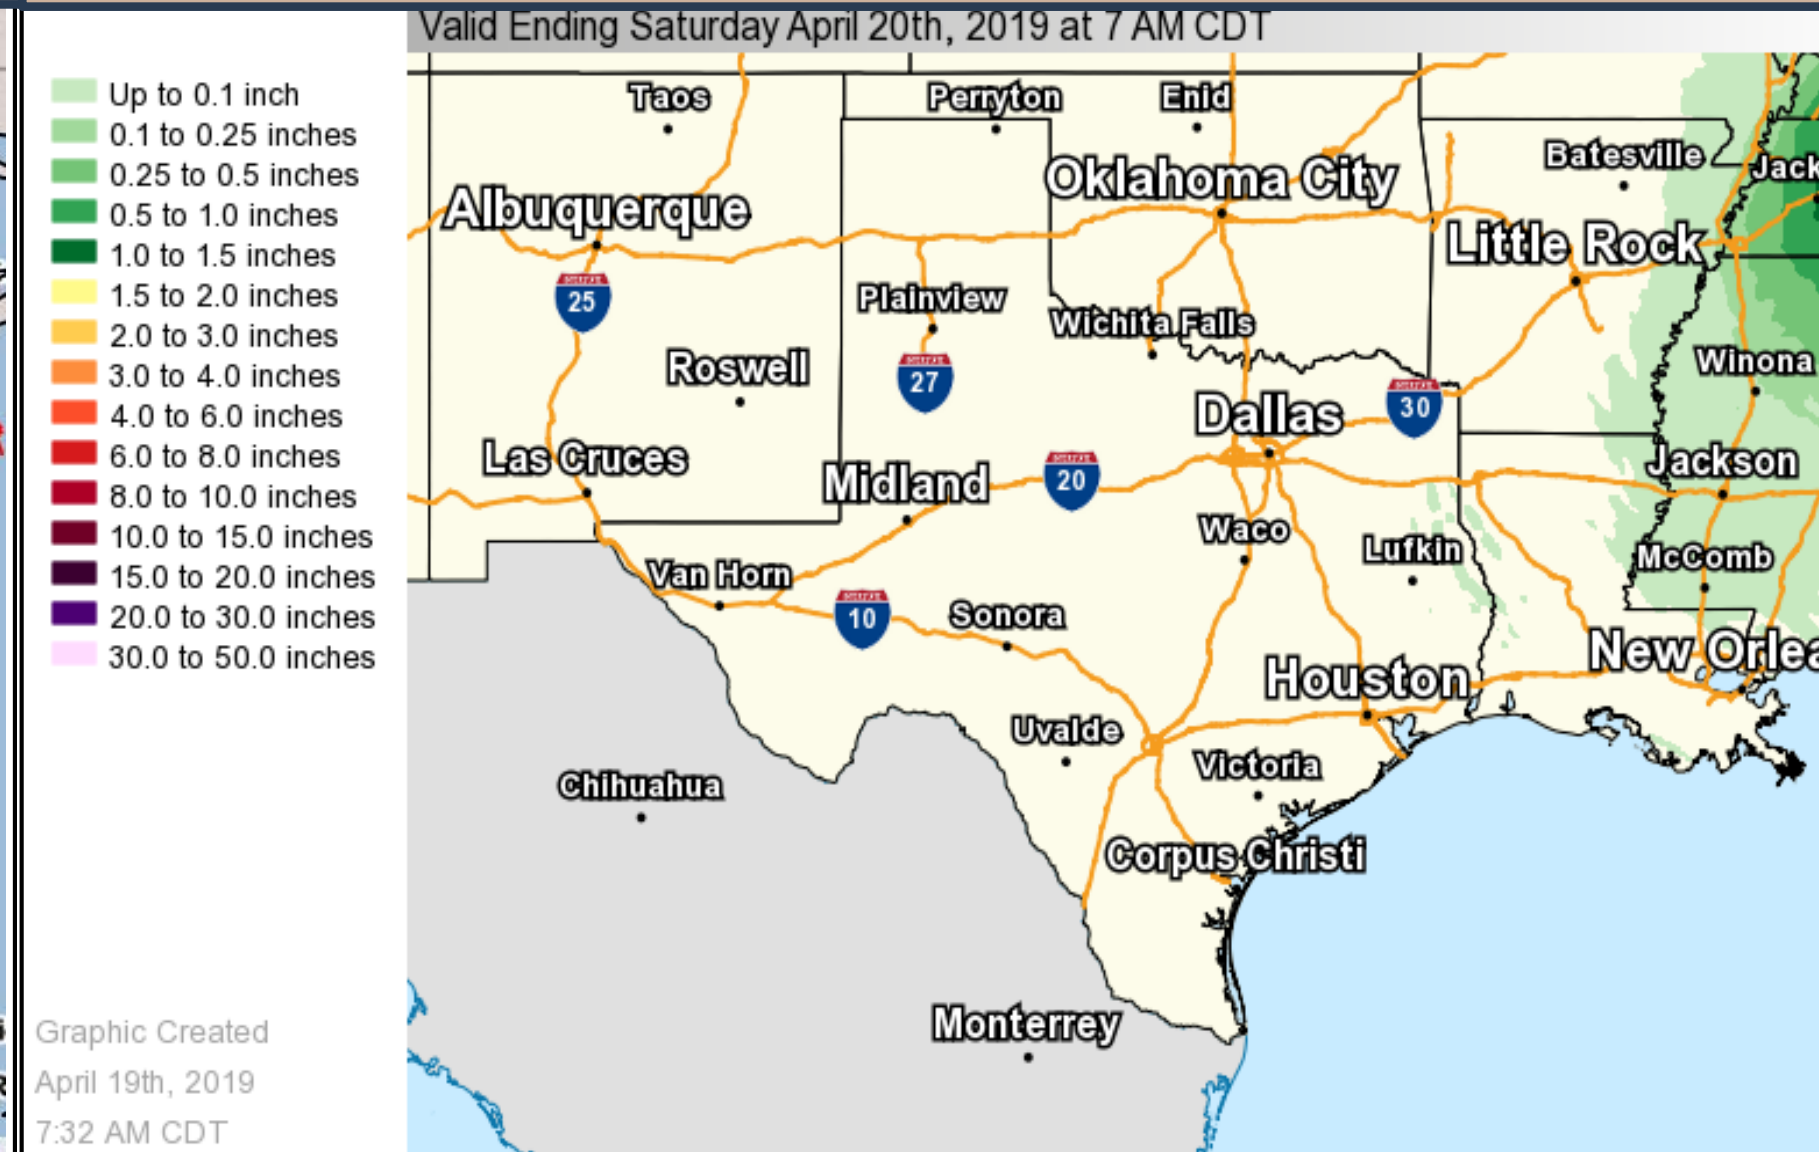 Valid Ending Saturday April 20th, 2019 at 7 AM CDT
Up to 0.1 inch
0.1 to 0.25 inches
0.25 to 0.5 inches
0.5 to 1.0 inches
1.0 to 1.5 inches
1.5 to 2.0 inches
2.0 to 3.0 inches
3.0 to 4.0 inches
4.0 to 6.0 inches
6.0 to 8.0 inches
8.0 to 10.0 inches
10.0 to 15.0 inches
15.0 to 20.0 inches
20.0 to 30.0 inches
30.0 to 50.0 inches
Graphic Created
April 19th, 2019
7:32 AM CDT
Taos
Perryton
Enid
Batesville
Jack
Oklahoma City
Albuquerque
Little Rock
25
Plainview
Wichita Falls
Roswell
27
Winona
30
Dallas
Las Cruces
Midland
20
Jackson
Waco
Lufkin
McComb
Van Horn
10
Sonora
New Orlea
Houston
Uvalde
Victoria
Chihuahua
Corpus Christi
Monterrey